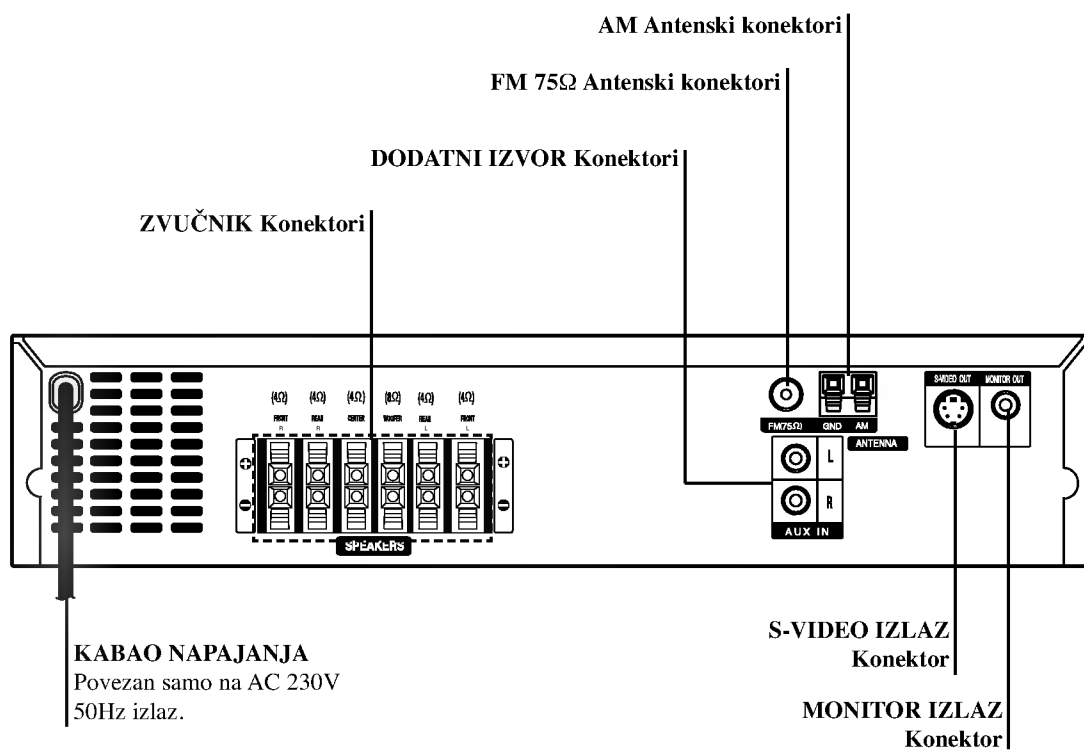 AM Antenski konektori
FM 75Ω Antenski konektori
DODATNI IZVOR Konektori
ZVUČNIK Konektori
(4Ω) (4Ω) (4Ω) (8Ω) (4Ω) (4Ω)
FRONT REAR CENTER WOOFER REAR FRONT
R R L L
S-VIDEO OUT MONITOR OUT
FM(75Ω) GND AM
ANTENNA
L
R
AUX IN
SPEAKERS
S-VIDEO IZLAZ
Konektor
KABAO NAPAJANJA
Povezan samo na AC 230V
50Hz izlaz.
MONITOR IZLAZ
Konektor